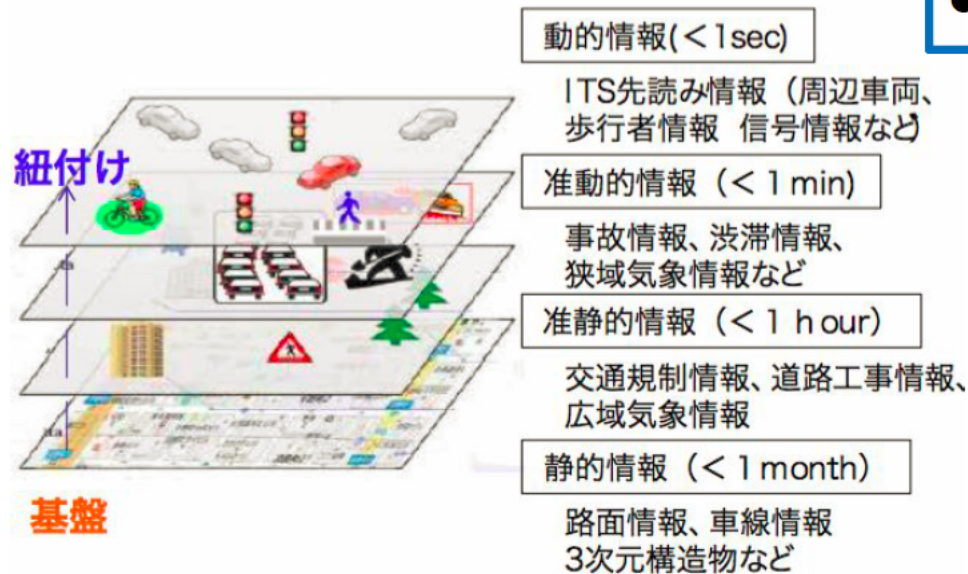 動的情報(<1sec)
ITS先読み情報（周辺車両、
歩行者情報 信号情報など
紐付け
准動的情報（<1min)
事故情報、渋滞情報、
狭域気象情報など
准静的情報（<1 hour）
交通規制情報、道路工事情報、
広域気象情報
静的情報（<1month）
基盤
路面情報、車線情報
3次元構造物など